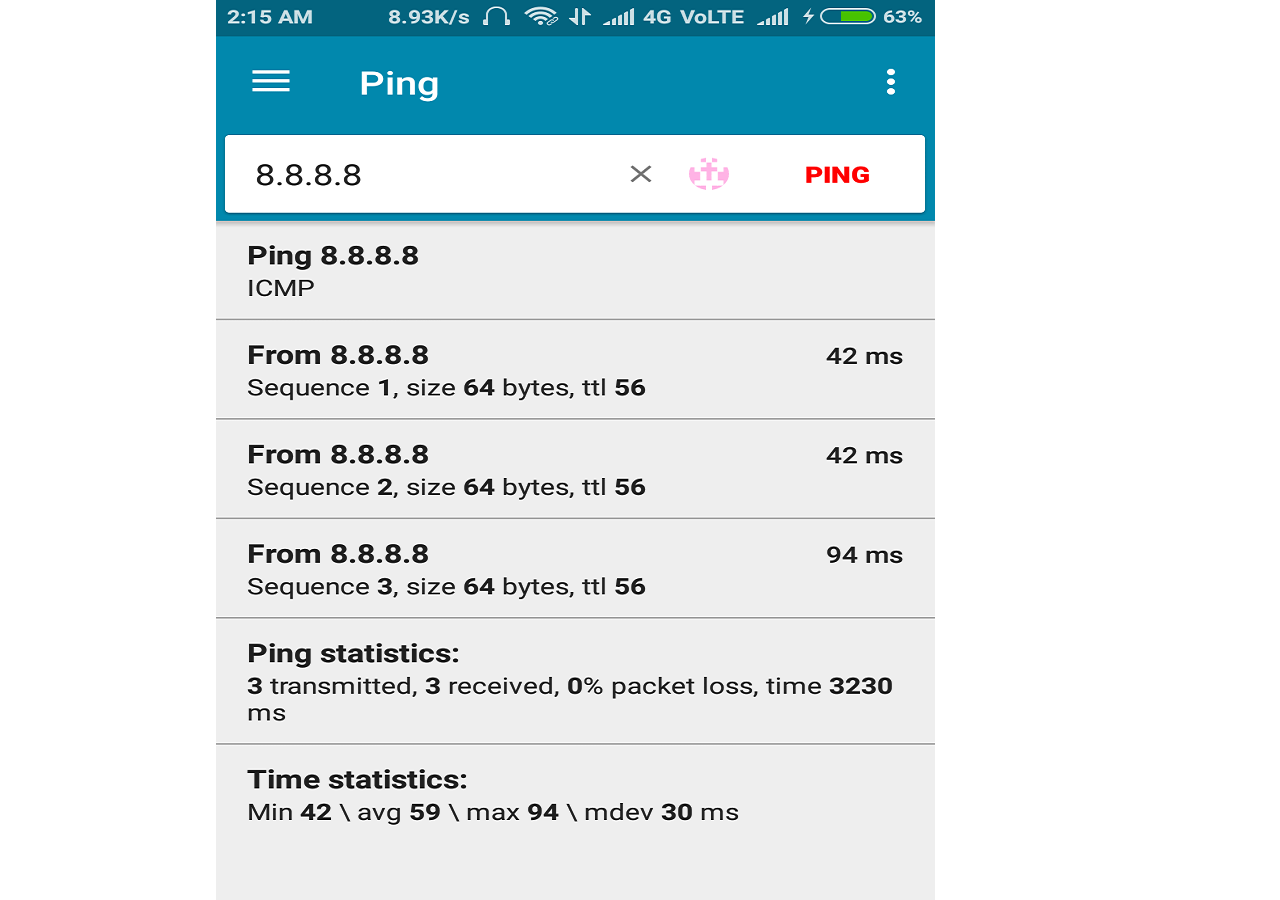 2:15 AM 8.93K/s 4G VoLTE 63%
Ping
8.8.8.8 PING
Ping 8.8.8.8
ICMP
From 8.8.8.8 42 ms
Sequence 1, size 64 bytes, ttl 56
From 8.8.8.8 42 ms
Sequence 2, size 64 bytes, ttl 56
From 8.8.8.8 94 ms
Sequence 3, size 64 bytes, ttl 56
Ping statistics:
3 transmitted, 3 received, 0% packet loss, time 3230
ms
Time statistics:
Min 42 \ avg 59 \ max 94 \ mdev 30 ms